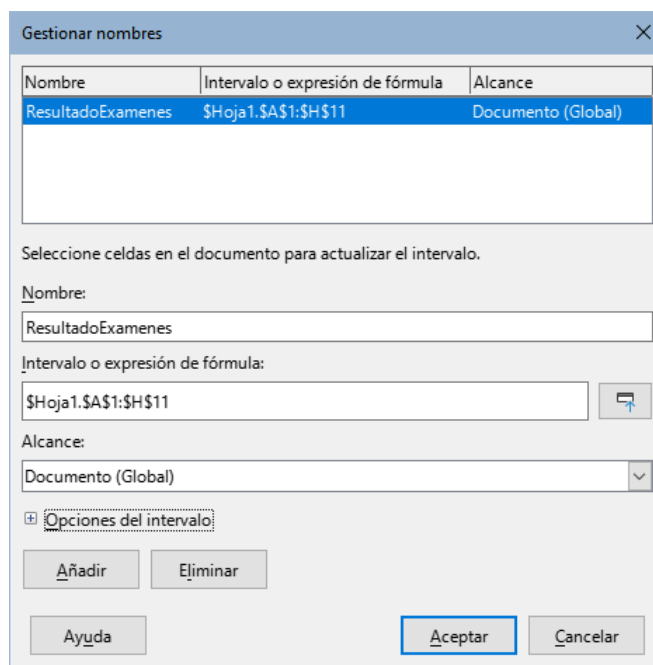 Gestionar nombres
Nombre Intervalo o expresión de fórmula Alcance
ResultadoExamenes $Hoja1.$A$1:$H$11 Documento (Global)
Seleccione celdas en el documento para actualizar el intervalo.
Nombre:
ResultadoExamenes
Intervalo o expresión de fórmula:
$Hoja1.$A$1:$H$11
Alcance:
Documento (Global)
Opciones del intervalo
Añadir Eliminar
Ayuda Aceptar Cancelar